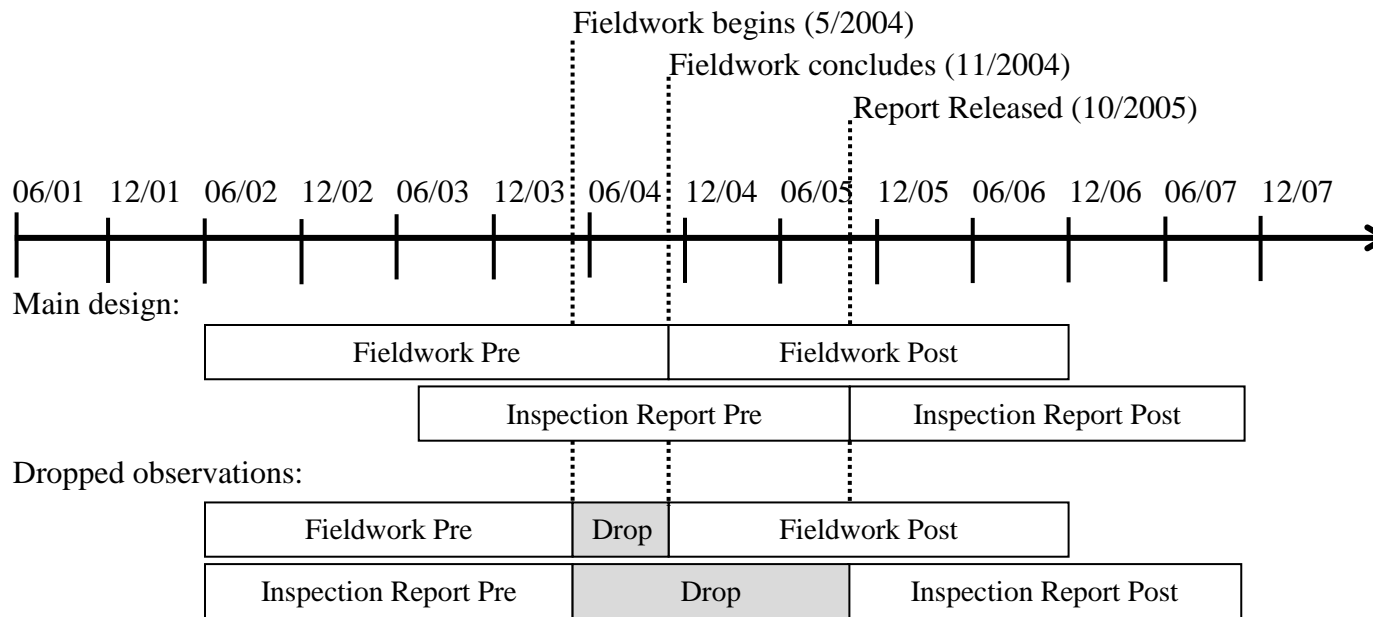 Fieldwork begins (5/2004)
Fieldwork concludes (11/2004)
Report Released (10/2005)
06/01 12/01 06/02 12/02 06/03 12/03 06/04 12/04 06/05 12/05 06/06 12/06 06/07 12/07
Main design:
Fieldwork Pre Fieldwork Post
Inspection Report Pre Inspection Report Post
Dropped observations:
Fieldwork Pre Drop Fieldwork Post
Inspection Report Pre Drop Inspection Report Post